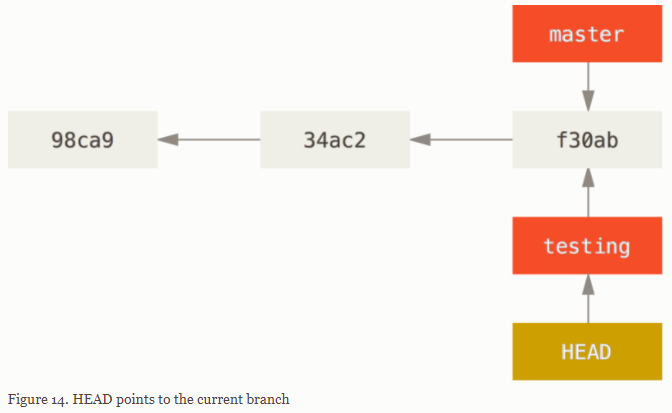 master
98ca9
34ac2
f30ab
testing
HEAD
Figure 14. HEAD points to the current branch